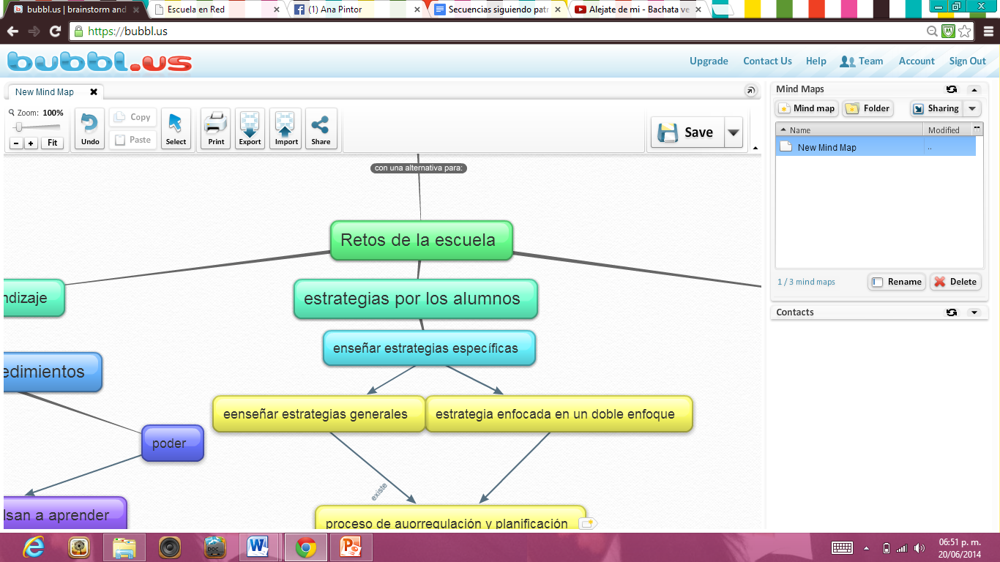 bubbl.us | brainstorm and
Escuela en Red
(1) Ana Pintor
Secuencias siguiendo patr
Alejate de mi - Bachata ve
https://bubbl.us
bubbl.us
Upgrade
Contact Us
Help
Team
Account
Sign Out
New Mind Map
Zoom: 100%
Fit
Undo
Copy
Paste
Select
Print
Export
Import
Share
Save
Mind Maps
Mind map
Folder
Sharing
Name
Modified
New Mind Map
..
1 / 3 mind maps
Rename
Delete
Contacts
con una alternativa para:
Retos de la escuela
ndizaje
estrategias por los alumnos
enseñar estrategias específicas
edimientos
eenseñar estrategias generales
estrategia enfocada en un doble enfoque
poder
existe
lsan a aprender
proceso de auorregulación y planificación
DOC
06:51 p. m.
20/06/2014